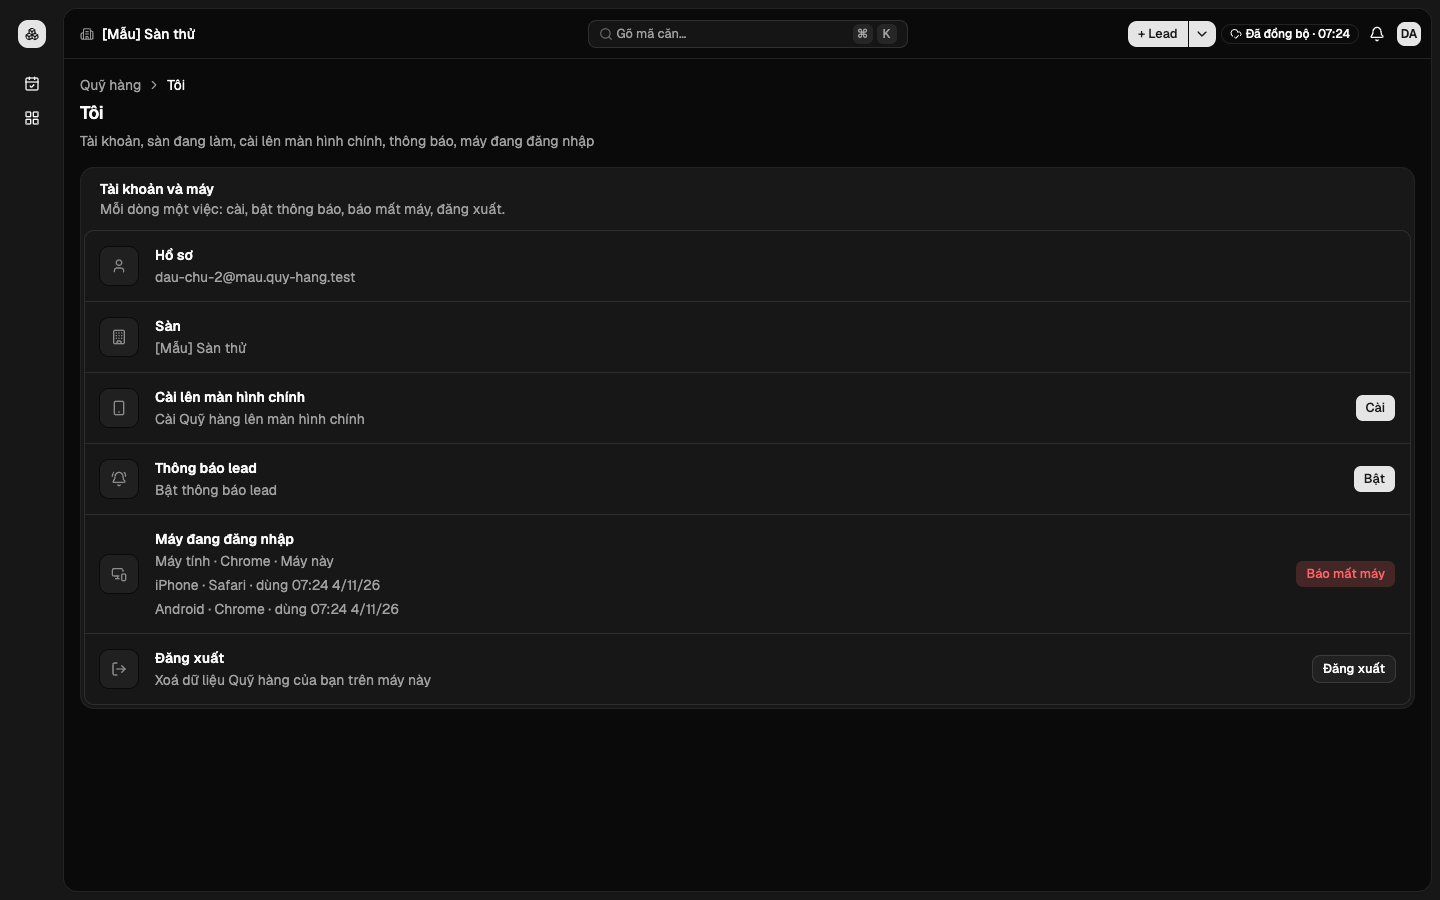 [Mẫu] Sàn thử
Gõ mã căn...
⌘ K
+ Lead
Đã đồng bộ · 07:24
DA
Quỹ hàng > Tôi
Tôi
Tài khoản, sàn đang làm, cài lên màn hình chính, thông báo, máy đang đăng nhập
Tài khoản và máy
Mỗi dòng một việc: cài, bật thông báo, báo mất máy, đăng xuất.
Hồ sơ
dau-chu-2@mau.quy-hang.test
Sàn
[Mẫu] Sàn thử
Cài lên màn hình chính
Cài Quỹ hàng lên màn hình chính
Cài
Thông báo lead
Bật thông báo lead
Bật
Máy đang đăng nhập
Máy tính · Chrome · Máy này
iPhone · Safari · dùng 07:24 4/11/26
Android · Chrome · dùng 07:24 4/11/26
Báo mất máy
Đăng xuất
Xoá dữ liệu Quỹ hàng của bạn trên máy này
Đăng xuất